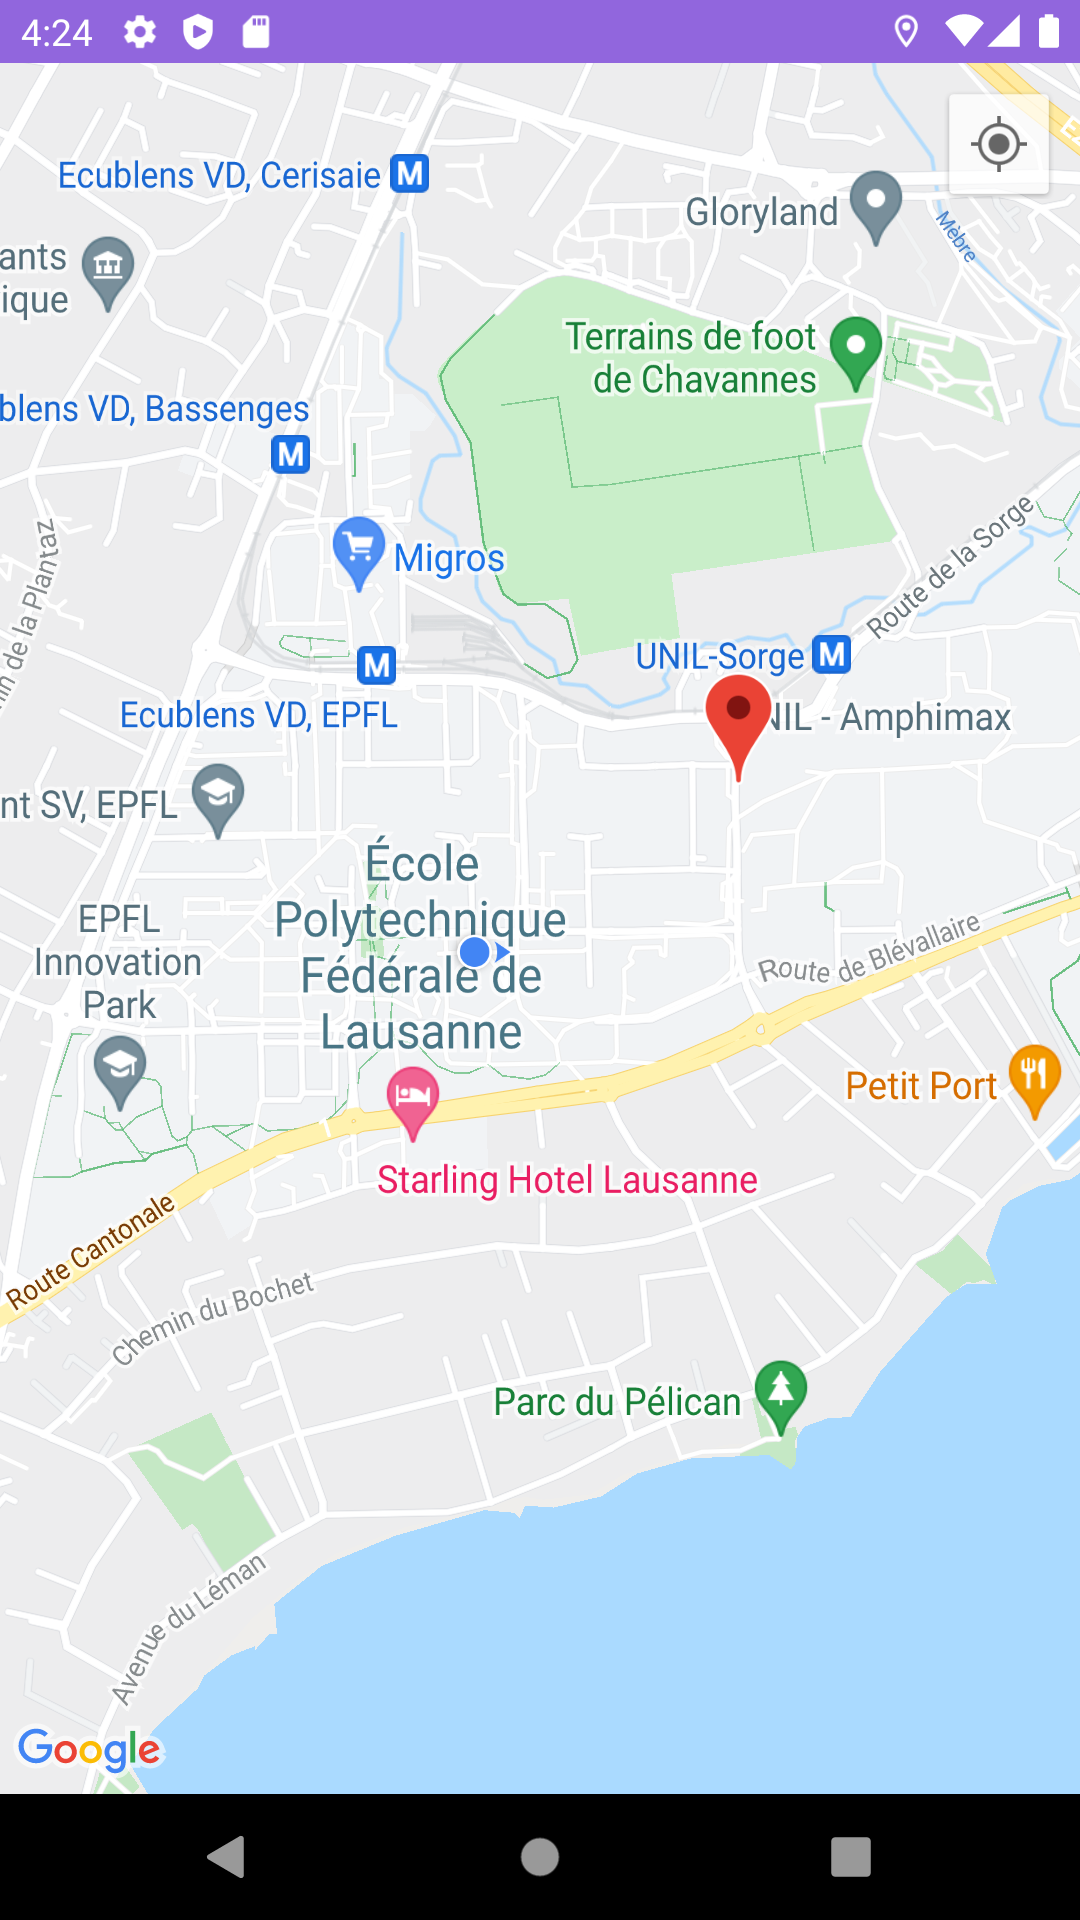 4:24
Ecublens VD, Cerisaie
M
Gloryland
Mèbre
ants
ique
Terrains de foot
de Chavannes
blens VD, Bassenges
M
Migros
in de la Plantaz
Route de la Sorge
UNIL-Sorge
M
M
Ecublens VD, EPFL
NIL - Amphimax
nt SV, EPFL
École
Polytechnique
Fédérale de
Lausanne
EPFL
Innovation
Park
Route de Blévallaire
Petit Port
Starling Hotel Lausanne
Route Cantonale
Chemin du Bochet
Parc du Pélican
Avenue du Léman
Google